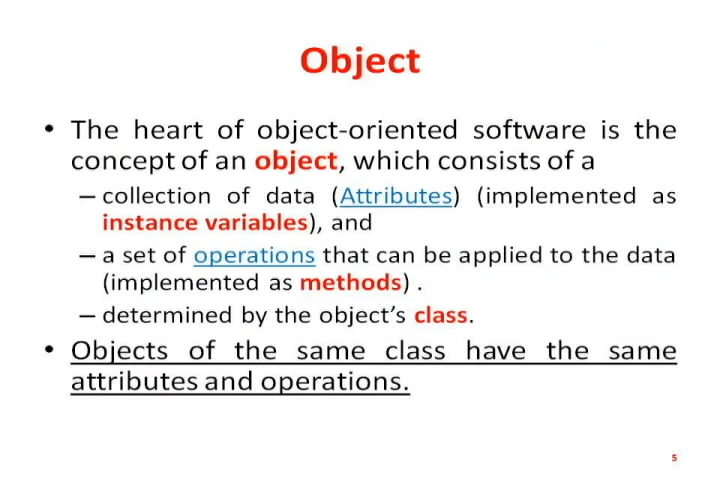 Object
• The heart of object-oriented software is the
concept of an object, which consists of a
– collection of data (Attributes) (implemented as
instance variables), and
– a set of operations that can be applied to the data
(implemented as methods) .
– determined by the object’s class.
• Objects of the same class have the same
attributes and operations.
5